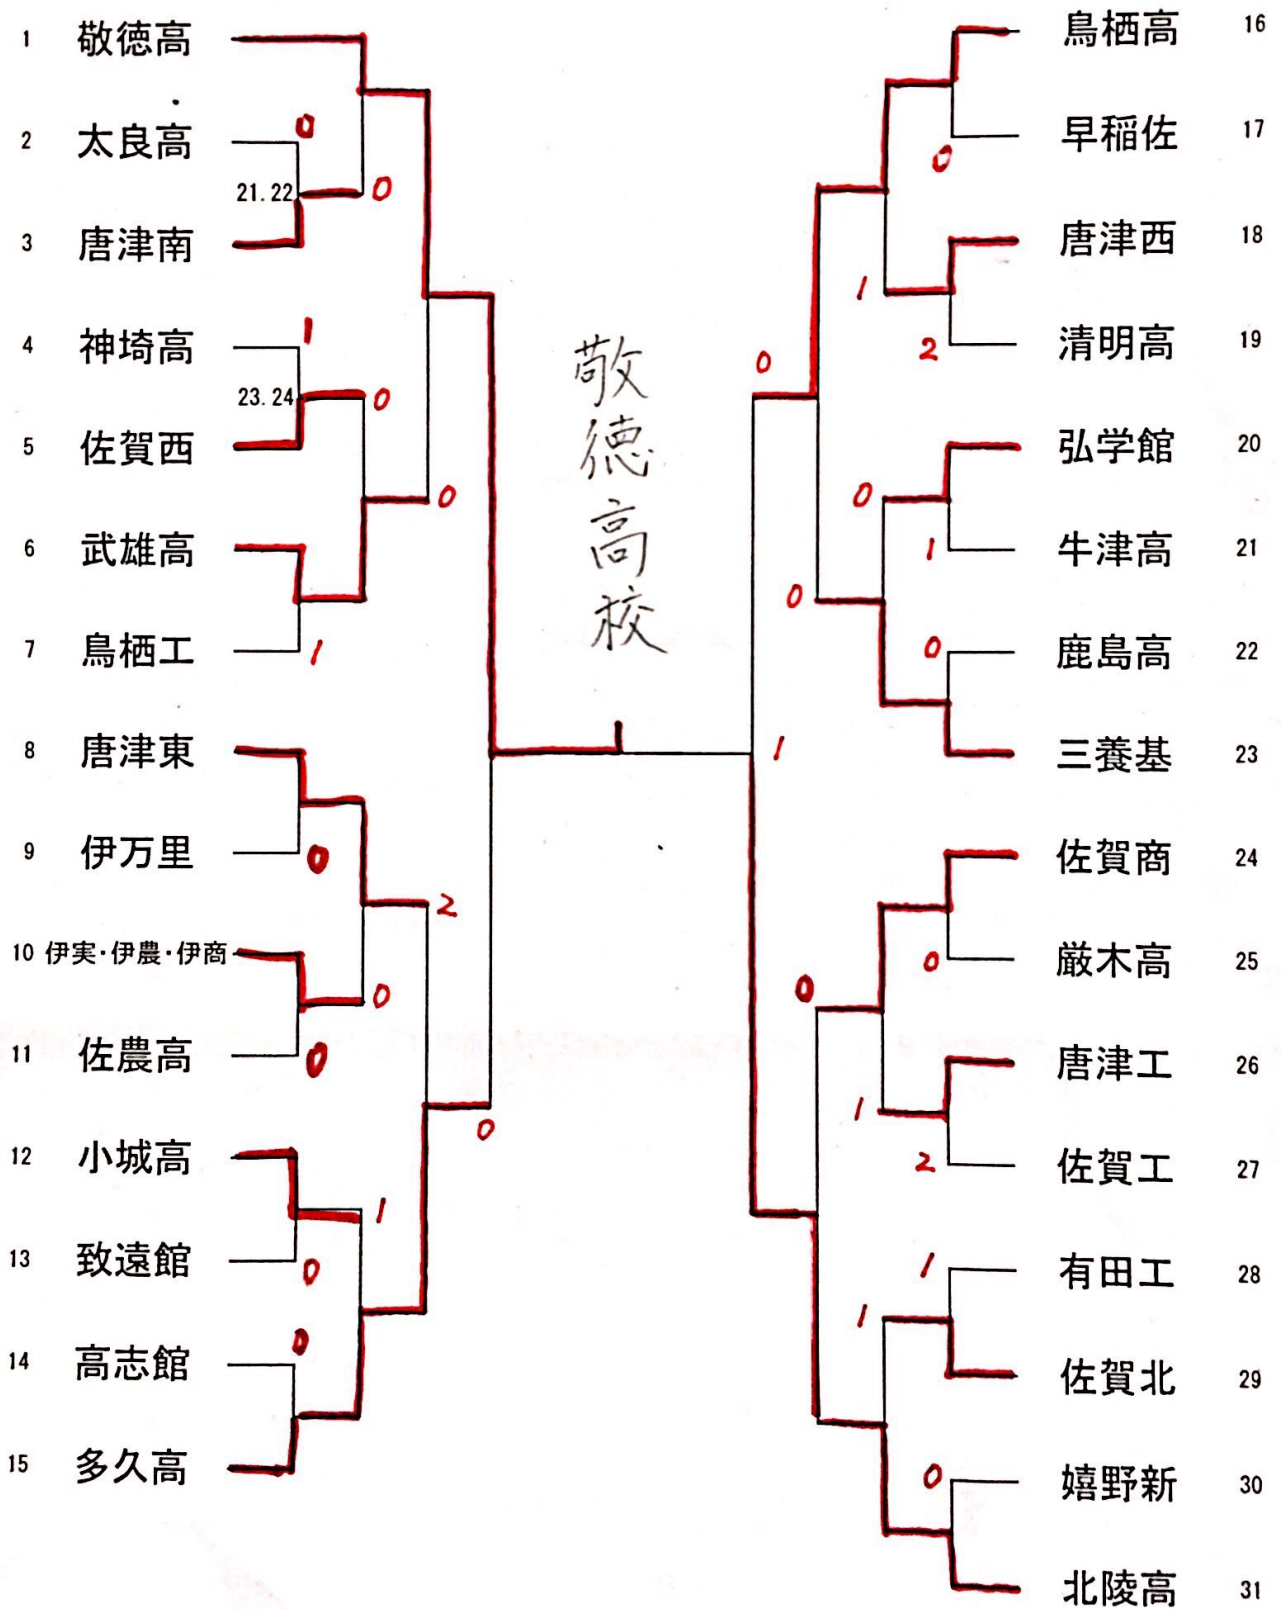 1 敬徳高
2 太良高
3 唐津南
4 神埼高
5 佐賀西
6 武雄高
7 鳥栖工
8 唐津東
9 伊万里
10 伊実・伊農・伊商
11 佐農高
12 小城高
13 致遠館
14 高志館
15 多久高
0
21.22
0
1
23.24
0
0
1
0
2
0
0
0
1
0
0
敬徳高校
鳥栖高 16
早稲佐 17
唐津西 18
清明高 19
弘学館 20
牛津高 21
鹿島高 22
三養基 23
佐賀商 24
厳木高 25
唐津工 26
佐賀工 27
有田工 28
佐賀北 29
嬉野新 30
北陵高 31
0
1
2
0
0
1
0
0
1
0
0
1
2
1
1
0